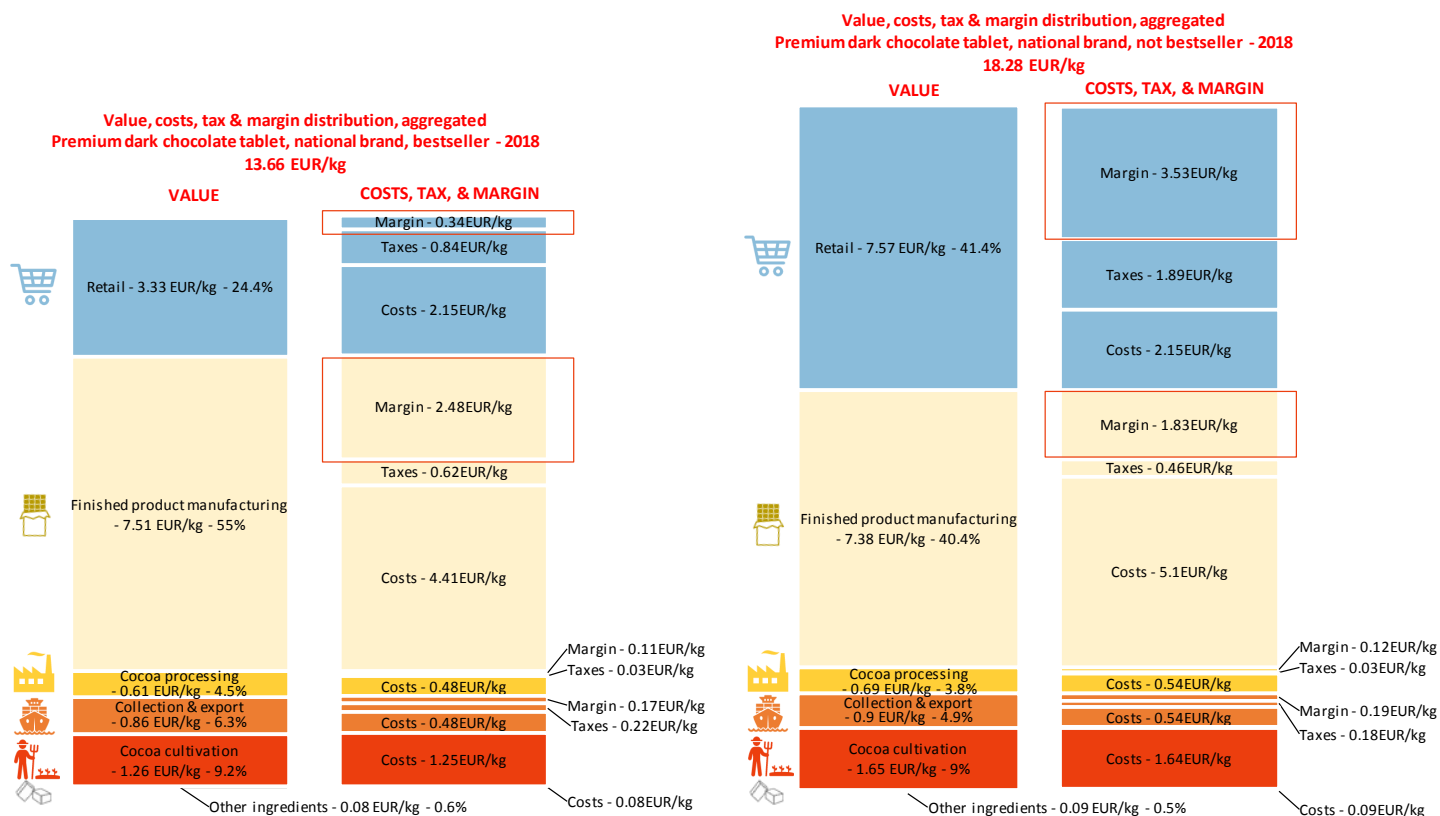 Value, costs, tax & margin distribution, aggregated
Premium dark chocolate tablet, national brand, bestseller - 2018
13.66 EUR/kg
VALUE
COSTS, TAX, & MARGIN
Retail - 3.33 EUR/kg - 24.4%
Margin - 0.34EUR/kg
Taxes - 0.84EUR/kg
Costs - 2.15EUR/kg
Finished product manufacturing
- 7.51 EUR/kg - 55%
Margin - 2.48EUR/kg
Taxes - 0.62EUR/kg
Costs - 4.41EUR/kg
Cocoa processing
- 0.61 EUR/kg - 4.5%
Margin - 0.11EUR/kg
Taxes - 0.03EUR/kg
Costs - 0.48EUR/kg
Collection & export
- 0.86 EUR/kg - 6.3%
Margin - 0.17EUR/kg
Taxes - 0.22EUR/kg
Costs - 0.48EUR/kg
Cocoa cultivation
- 1.26 EUR/kg - 9.2%
Costs - 1.25EUR/kg
Other ingredients - 0.08 EUR/kg - 0.6%
Costs - 0.08EUR/kg
Value, costs, tax & margin distribution, aggregated
Premium dark chocolate tablet, national brand, not bestseller - 2018
18.28 EUR/kg
VALUE
COSTS, TAX, & MARGIN
Retail - 7.57 EUR/kg - 41.4%
Margin - 3.53EUR/kg
Taxes - 1.89EUR/kg
Costs - 2.15EUR/kg
Finished product manufacturing
- 7.38 EUR/kg - 40.4%
Margin - 1.83EUR/kg
Taxes - 0.46EUR/kg
Costs - 5.1EUR/kg
Cocoa processing
- 0.69 EUR/kg - 3.8%
Margin - 0.12EUR/kg
Taxes - 0.03EUR/kg
Costs - 0.54EUR/kg
Collection & export
- 0.9 EUR/kg - 4.9%
Margin - 0.19EUR/kg
Taxes - 0.18EUR/kg
Costs - 0.54EUR/kg
Cocoa cultivation
- 1.65 EUR/kg - 9%
Costs - 1.64EUR/kg
Other ingredients - 0.09 EUR/kg - 0.5%
Costs - 0.09EUR/kg